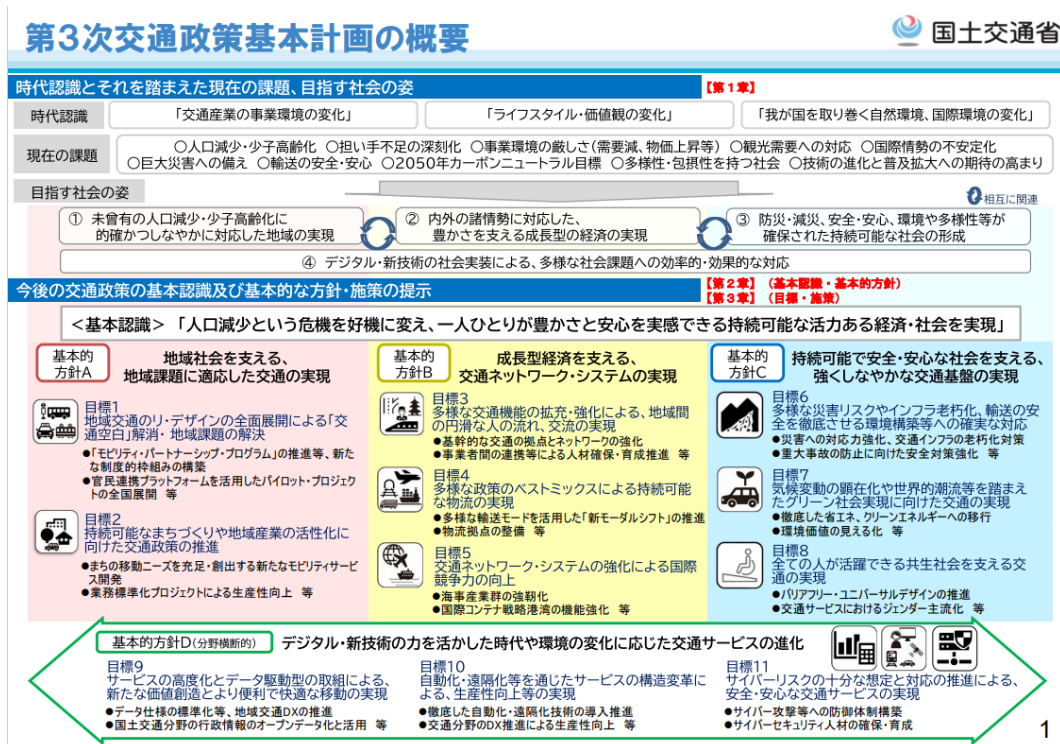 第3次交通政策基本計画の概要
国土交通省
時代認識とそれを踏まえた現在の課題、目指す社会の姿
【第1章】
時代認識
「交通産業の事業環境の変化」
「ライフスタイル・価値観の変化」
「我が国を取り巻く自然環境、国際環境の変化」
現在の課題
○人口減少・少子高齢化 ○担い手不足の深刻化 ○事業環境の厳しさ(需要減、物価上昇等) ○観光需要への対応 ○国際情勢の不安定化
○巨大災害への備え ○輸送の安全・安心 ○2050年カーボンニュートラル目標 ○多様性・包摂性を持つ社会 ○技術の進化と普及拡大への期待の高まり
目指す社会の姿
相互に関連
① 未曾有の人口減少・少子高齢化に
的確かつしなやかに対応した地域の実現
② 内外の諸情勢に対応した、
豊かさを支える成長型の経済の実現
③ 防災・減災、安全・安心、環境や多様性等が
確保された持続可能な社会の形成
④ デジタル・新技術の社会実装による、多様な社会課題への効率的・効果的な対応
今後の交通政策の基本認識及び基本的な方針・施策の提示
【第2章】(基本認識・基本的方針)
【第3章】(目標・施策)
<基本認識> 「人口減少という危機を好機に変え、一人ひとりが豊かさと安心を実感できる持続可能な活力ある経済・社会を実現」
基本的
方針A
地域社会を支える、
地域課題に適応した交通の実現
目標1
地域交通のリ・デザインの全面展開による「交
通空白」解消・地域課題の解決
●「モビリティ・パートナーシップ・プログラム」の推進等、新た
な制度的枠組みの構築
●官民連携プラットフォームを活用したパイロット・プロジェク
トの全国展開 等
目標2
持続可能なまちづくりや地域産業の活性化に
向けた交通政策の推進
●まちの移動ニーズを充足・創出する新たなモビリティサービ
ス開発
●業務標準化プロジェクトによる生産性向上 等
基本的
方針B
成長型経済を支える、
交通ネットワーク・システムの実現
目標3
多様な交通機能の拡充・強化による、地域間
の円滑な人の流れ、交流の実現
●基幹的な交通の拠点とネットワークの強化
●事業者間の連携等による人材確保・育成推進 等
目標4
多様な政策のベストミックスによる持続可能
な物流の実現
●多様な輸送モードを活用した「新モーダルシフト」の推進
●物流拠点の整備 等
目標5
交通ネットワーク・システムの強化による国際
競争力の向上
●海事産業群の強靭化
●国際コンテナ戦略港湾の機能強化 等
基本的
方針C
持続可能で安全・安心な社会を支える、
強くしなやかな交通基盤の実現
目標6
多様な災害リスクやインフラ老朽化、輸送の安
全を徹底させる環境構築等への確実な対応
●災害への対応力強化、交通インフラの老朽化対策
●重大事故の防止に向けた安全対策強化 等
目標7
気候変動の顕在化や世界的潮流等を踏まえ
たグリーン社会実現に向けた交通の実現
●徹底した省エネ、クリーンエネルギーへの移行
●環境価値の見える化 等
目標8
全ての人が活躍できる共生社会を支える交
通の実現
●バリアフリー・ユニバーサルデザインの推進
●交通サービスにおけるジェンダー主流化 等
基本的方針D(分野横断的)
デジタル・新技術の力を活かした時代や環境の変化に応じた交通サービスの進化
目標9
サービスの高度化とデータ駆動型の取組による、
新たな価値創造とより便利で快適な移動の実現
●データ仕様の標準化等、地域交通DXの推進
●国土交通分野の行政情報のオープンデータ化と活用 等
目標10
自動化・遠隔化等を通じたサービスの構造変革に
よる、生産性向上等の実現
●徹底した自動化・遠隔化技術の導入推進
●交通分野のDX推進による生産性向上 等
目標11
サイバーリスクの十分な想定と対応の推進による、
安全・安心な交通サービスの実現
●サイバー攻撃等への防御体制構築
●サイバーセキュリティ人材の確保・育成
1